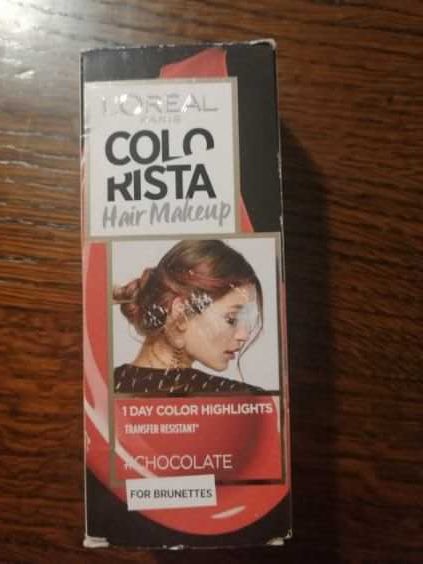 L'ORÉAL
PARIS
COLO
RISTA
Hair Makeup
1 DAY COLOR HIGHLIGHTS
TRANSFER RESISTANT*
#CHOCOLATE
FOR BRUNETTES